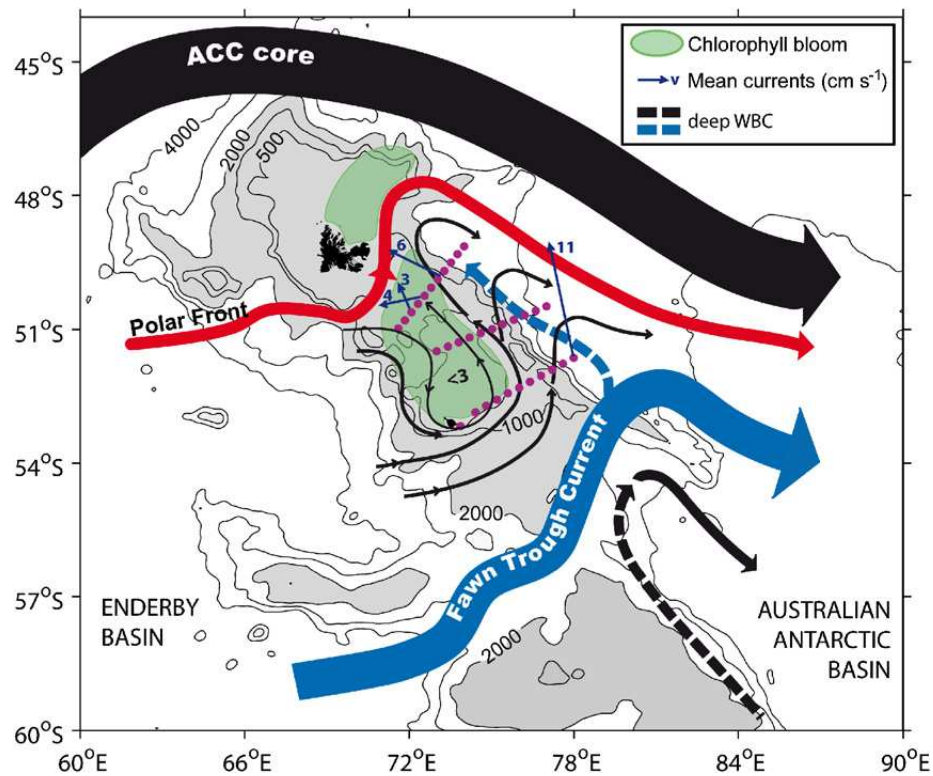 ACC core
Chlorophyll bloom
v Mean currents (cm s⁻¹)
deep WBC
45°S
48°S
51°S
54°S
57°S
60°S
4000
2000
500
6
3
4
11
Polar Front
<3
1000
2000
Fawn Trough Current
2000
ENDERBY
BASIN
AUSTRALIAN
ANTARCTIC
BASIN
60°E
66°E
72°E
78°E
84°E
90°E